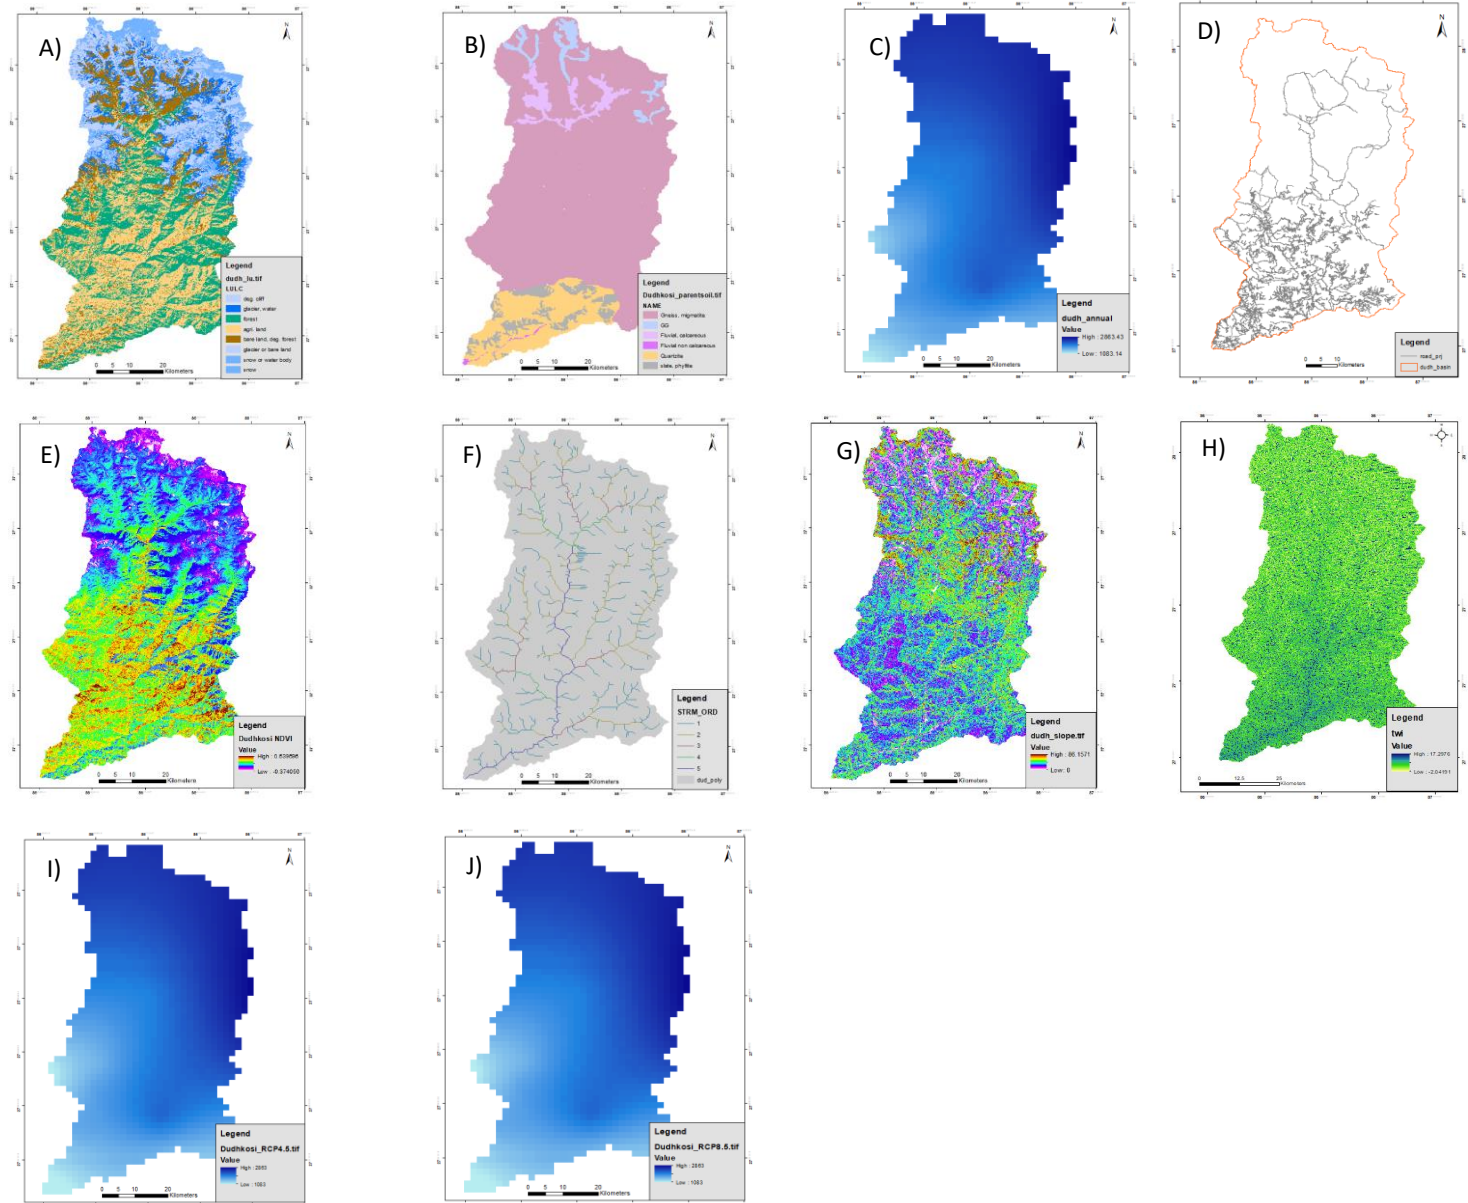 A)
N
Legend
dudh_lu.tif
LULC
deg. cliff
glacier, water
forest
agri. land
bare land, deg. forest
glacier or bare land
snow or water body
snow
0 5 10 20
Kilometers
B)
N
Legend
Dudhkosi_parentsoil.tif
NAME
Gneiss, migmatite
GG
Fluvial, calcareous
Fluvial non calcareous
Quartzite
slate, phyllite
0 5 10 20
Kilometers
C)
N
Legend
dudh_annual
Value
High : 2863.43
Low : 1083.14
0 5 10 20
Kilometers
D)
N
Legend
road_prj
dudh_basin
0 5 10 20
Kilometers
E)
N
Legend
Dudhkosi NDVI
Value
High : 0.639596
0 5 10 20
Kilometers
F)
N
Legend
STRM_ORD
1
2
3
4
5
dud_poly
0 5 10 20
Kilometers
G)
N
Legend
dudh_slope.tif
Value
High : 86.1571
Low : 0
0 5 10 20
Kilometers
H)
Legend
twi
Value
High : 17.2976
Low : -2.04191
0 12.5 25
Kilometers
I)
N
Legend
Dudhkosi_RCP4.5.tif
Value
High : 2863
Low : 1083
0 5 10 20
Kilometers
J)
N
Legend
Dudhkosi_RCP8.5.tif
Value
High : 2863
Low : 1083
0 5 10 20
Kilometers